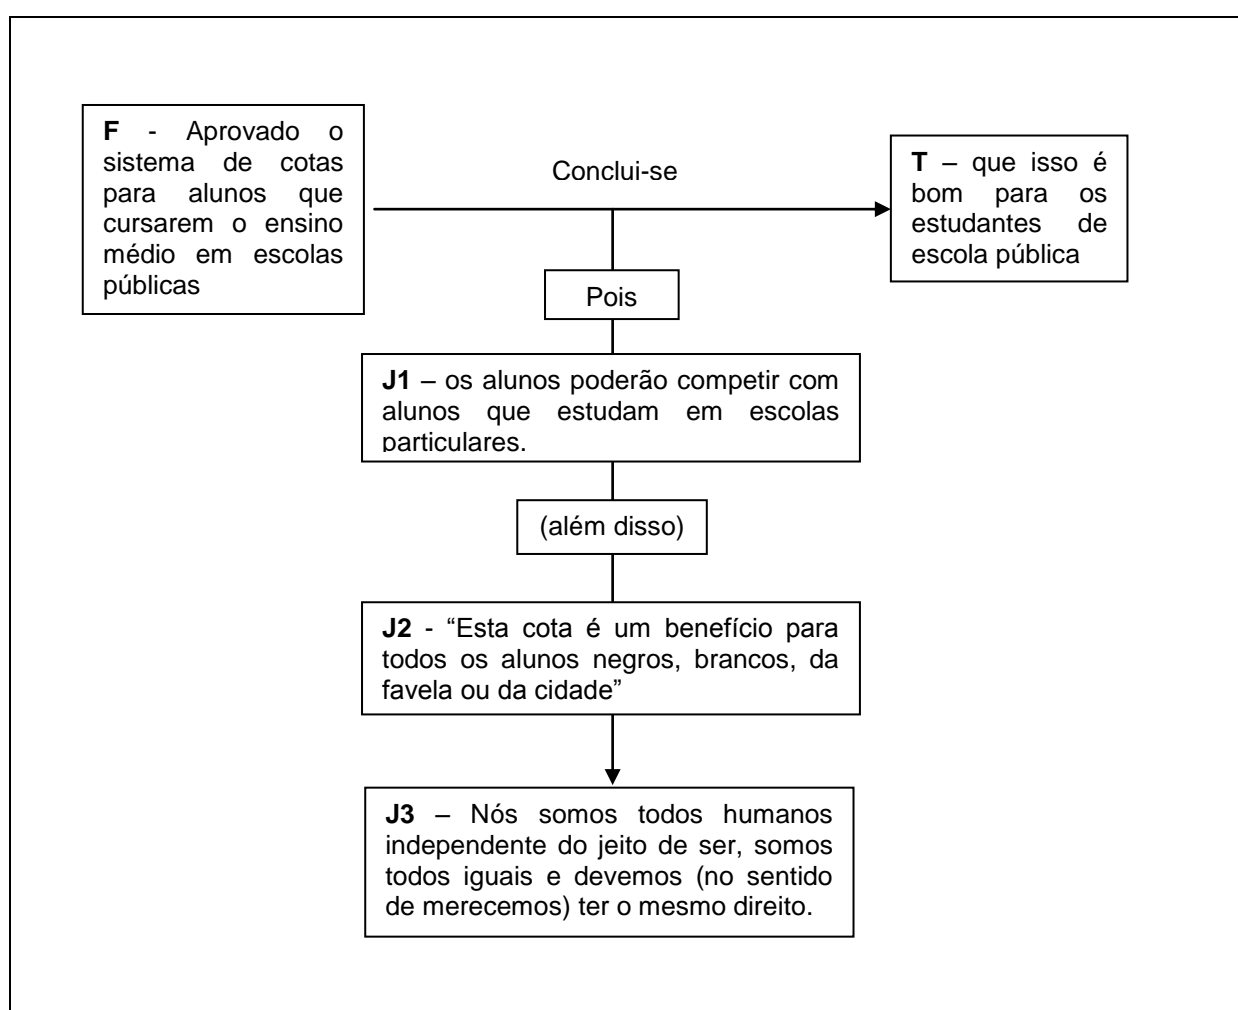 F - Aprovado o
sistema de cotas
para alunos que
cursarem o ensino
médio em escolas
públicas
Conclui-se
T – que isso é
bom para os
estudantes de
escola pública
Pois
J1 – os alunos poderão competir com
alunos que estudam em escolas
particulares.
(além disso)
J2 - “Esta cota é um benefício para
todos os alunos negros, brancos, da
favela ou da cidade”
J3 – Nós somos todos humanos
independente do jeito de ser, somos
todos iguais e devemos (no sentido
de merecemos) ter o mesmo direito.